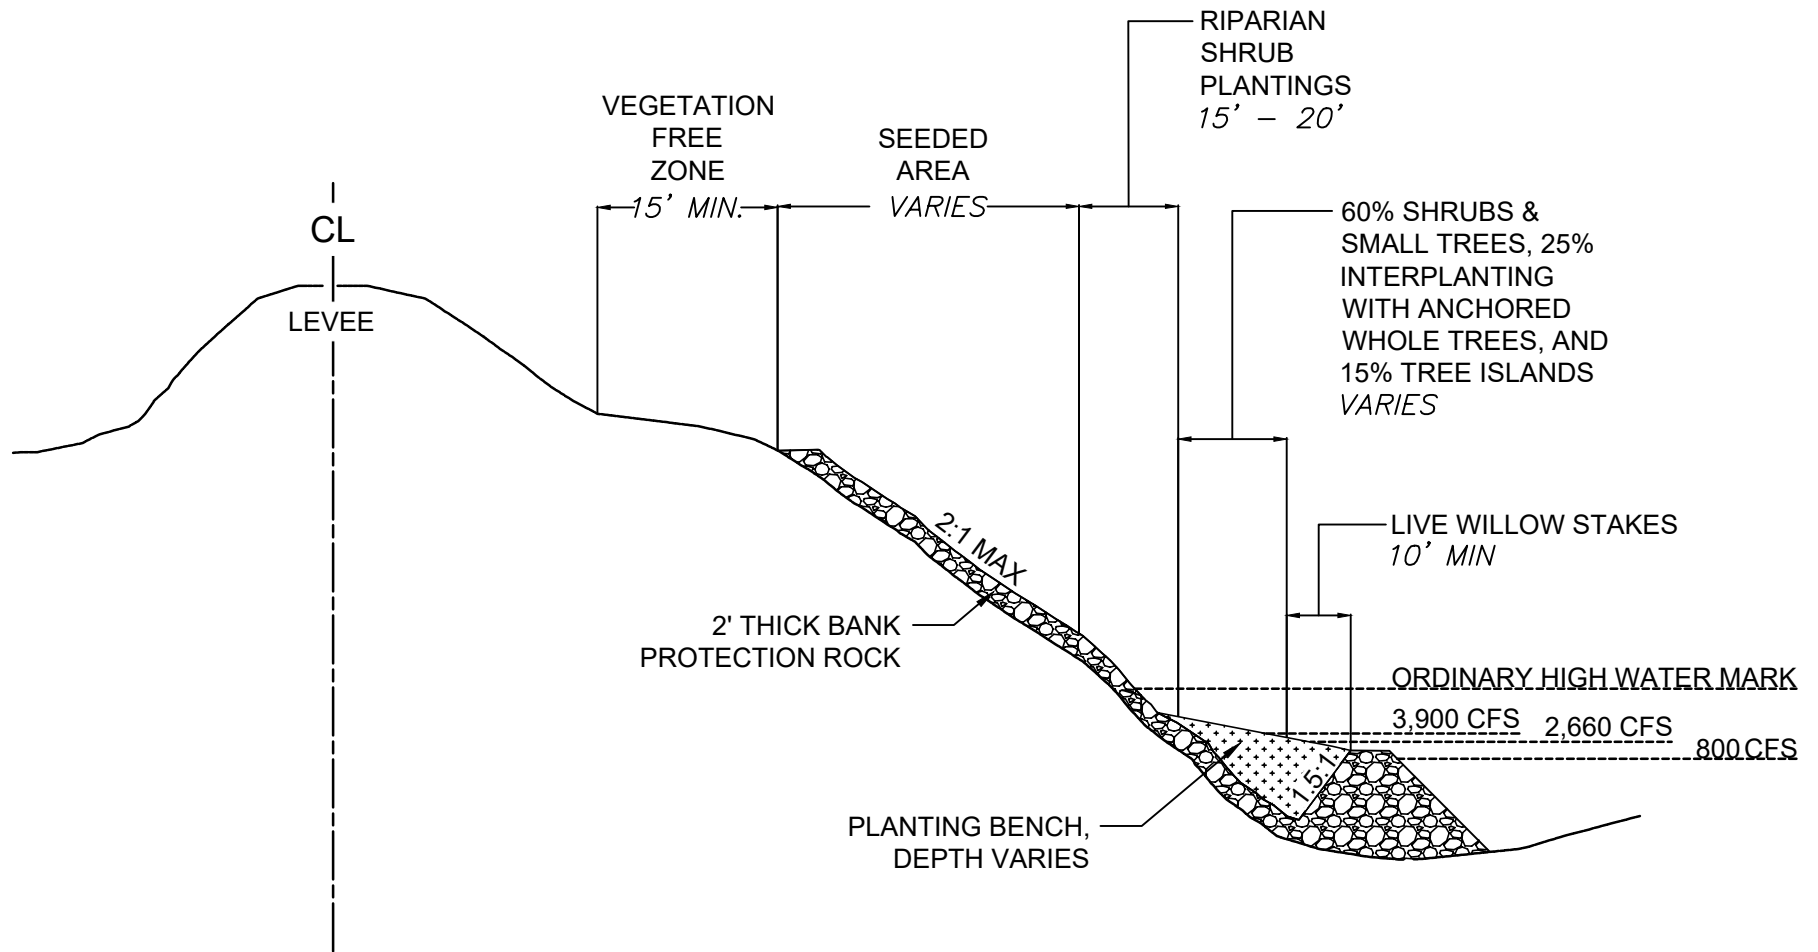 RIPARIAN
SHRUB
PLANTINGS
15' - 20'
VEGETATION
FREE
ZONE
15' MIN.
SEEDED
AREA
VARIES
60% SHRUBS &
SMALL TREES, 25%
INTERPLANTING
WITH ANCHORED
WHOLE TREES, AND
15% TREE ISLANDS
VARIES
CL
LEVEE
LIVE WILLOW STAKES
10' MIN
2:1 MAX
2' THICK BANK
PROTECTION ROCK
ORDINARY HIGH WATER MARK
3,900 CFS
2,660 CFS
800 CFS
1.5:1
PLANTING BENCH,
DEPTH VARIES